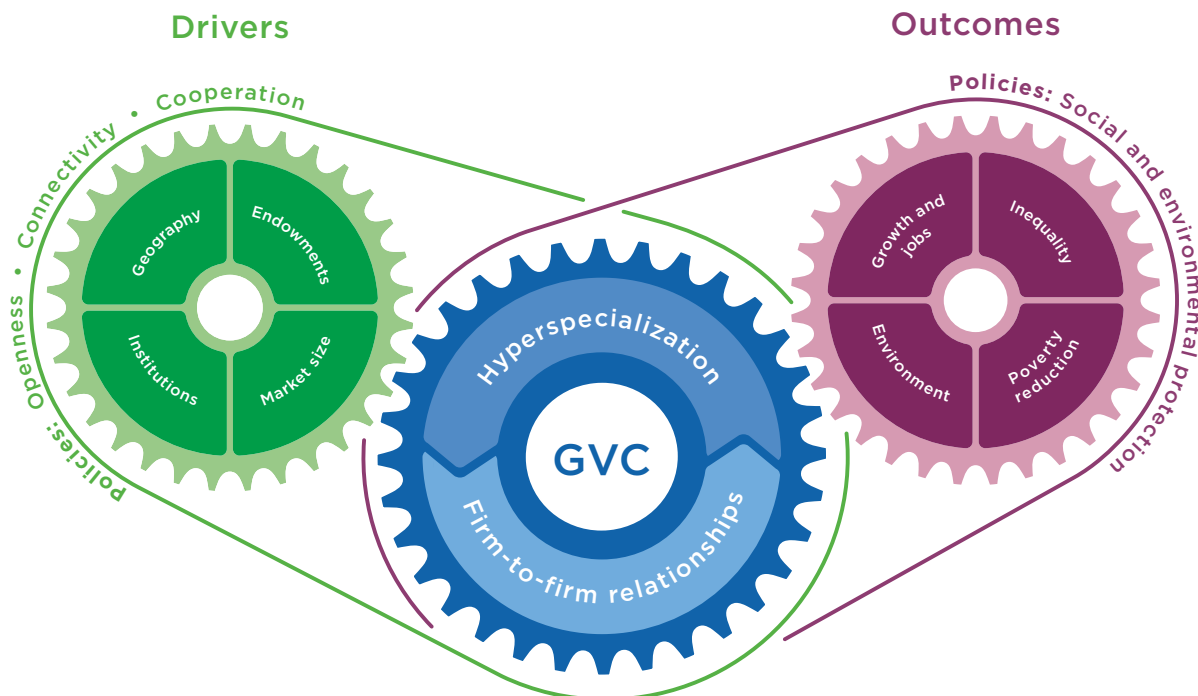 Drivers
Outcomes
Policies: Openness • Connectivity • Cooperation
Policies: Social and environmental protection
Geography
Endowments
Institutions
Market size
Hyperspecialization
GVC
Firm-to-firm relationships
Growth and
jobs
Inequality
Environment
Poverty
reduction